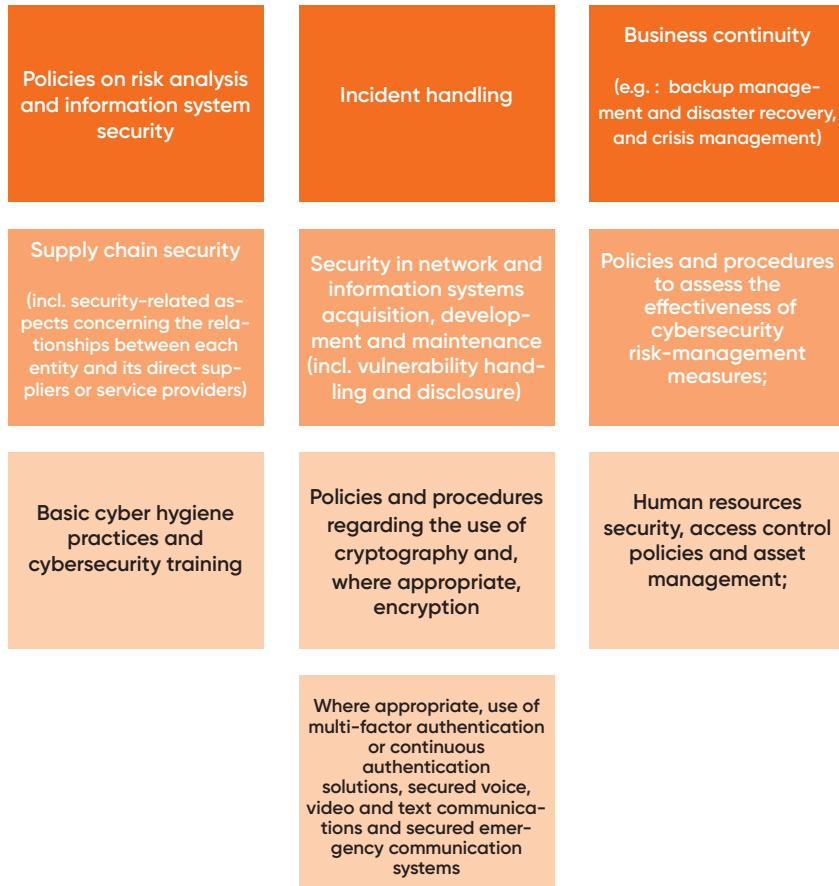 Policies on risk analysis
and information system
security
Incident handling
Business continuity
(e.g. : backup manage-
ment and disaster recovery,
and crisis management)
Supply chain security
(incl. security-related as-
pects concerning the rela-
tionships between each
entity and its direct sup-
pliers or service providers)
Security in network and
information systems
acquisition, develop-
ment and maintenance
(incl. vulnerability hand-
ling and disclosure)
Policies and procedures
to assess the
effectiveness of
cybersecurity
risk-management
measures;
Basic cyber hygiene
practices and
cybersecurity training
Policies and procedures
regarding the use of
cryptography and,
where appropriate,
encryption
Human resources
security, access control
policies and asset
management;
Where appropriate, use of
multi-factor authentication
or continuous
authentication
solutions, secured voice,
video and text communica-
tions and secured emer-
gency communication
systems